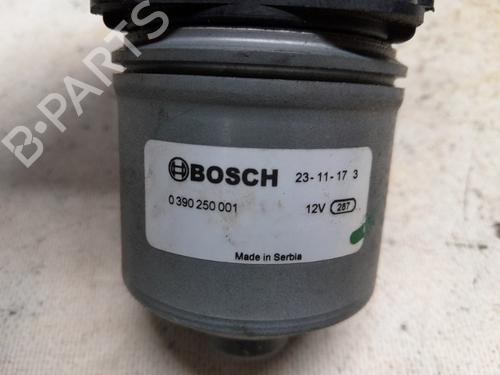 B-PARTS
BOSCH 23-11-17 3
0 390 250 001 12V 287
Made in Serbia